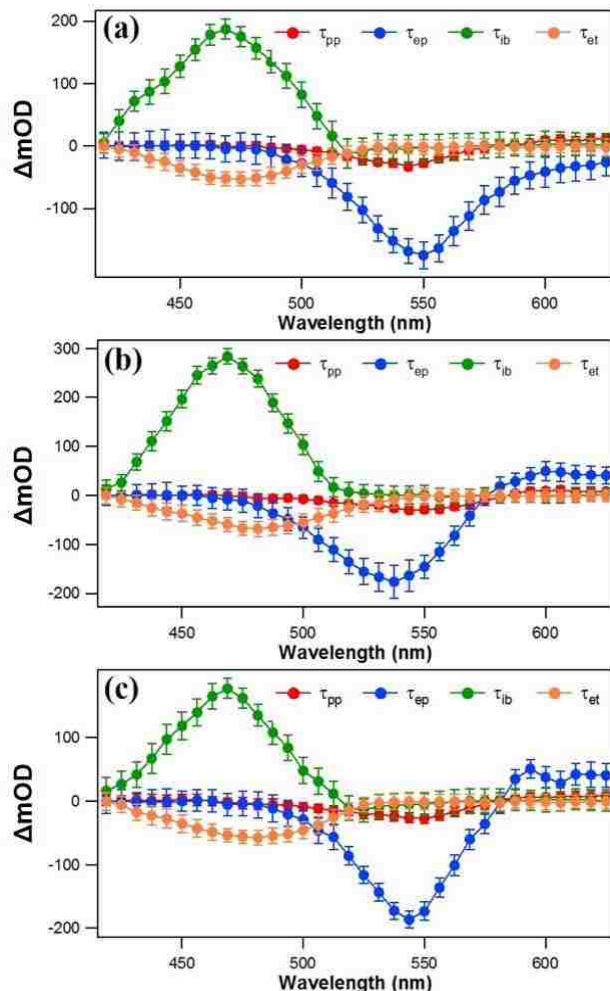 (a)
τpp τep τib τet
200
100
0
-100
ΔmOD
450 500 550 600
Wavelength (nm)
(b)
τpp τep τib τet
300
200
100
0
-100
-200
ΔmOD
450 500 550 600
Wavelength (nm)
(c)
τpp τep τib τet
100
0
-100
-200
ΔmOD
450 500 550 600
Wavelength (nm)